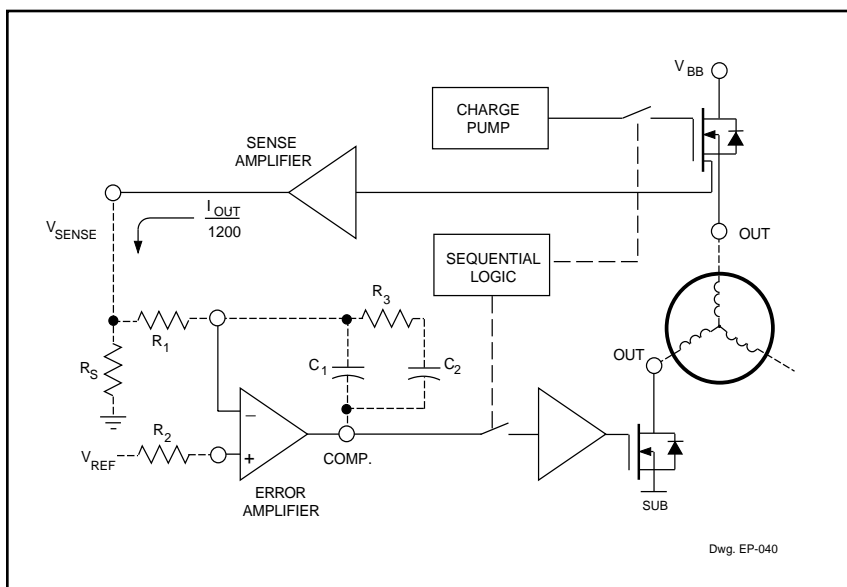 V BB
CHARGE
PUMP
SENSE
AMPLIFIER
I OUT
1200
V SENSE
OUT
SEQUENTIAL
LOGIC
R 3
R 1
OUT
C 1
C 2
R S
−
R 2
V REF
+
COMP.
ERROR
AMPLIFIER
SUB
Dwg. EP-040